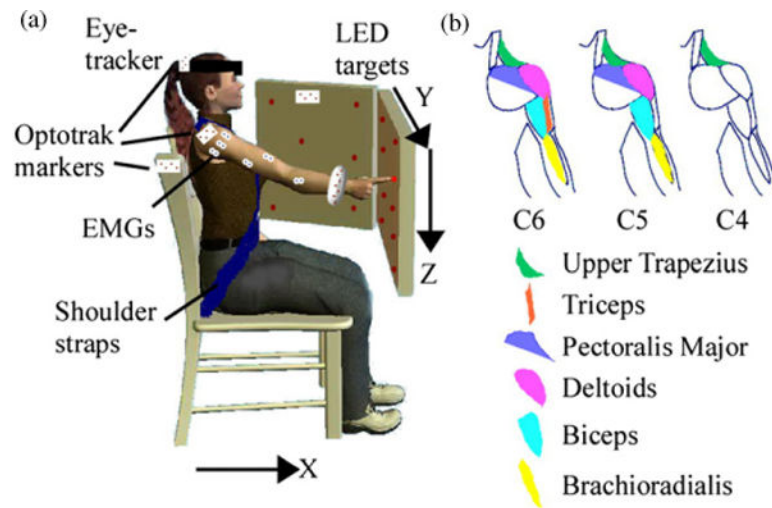 (a)
Eye-
tracker
LED
targets
Y
Optotrak
markers
EMGs
Z
Shoulder
straps
X
(b)
C6 C5 C4
Upper Trapezius
Triceps
Pectoralis Major
Deltoids
Biceps
Brachioradialis